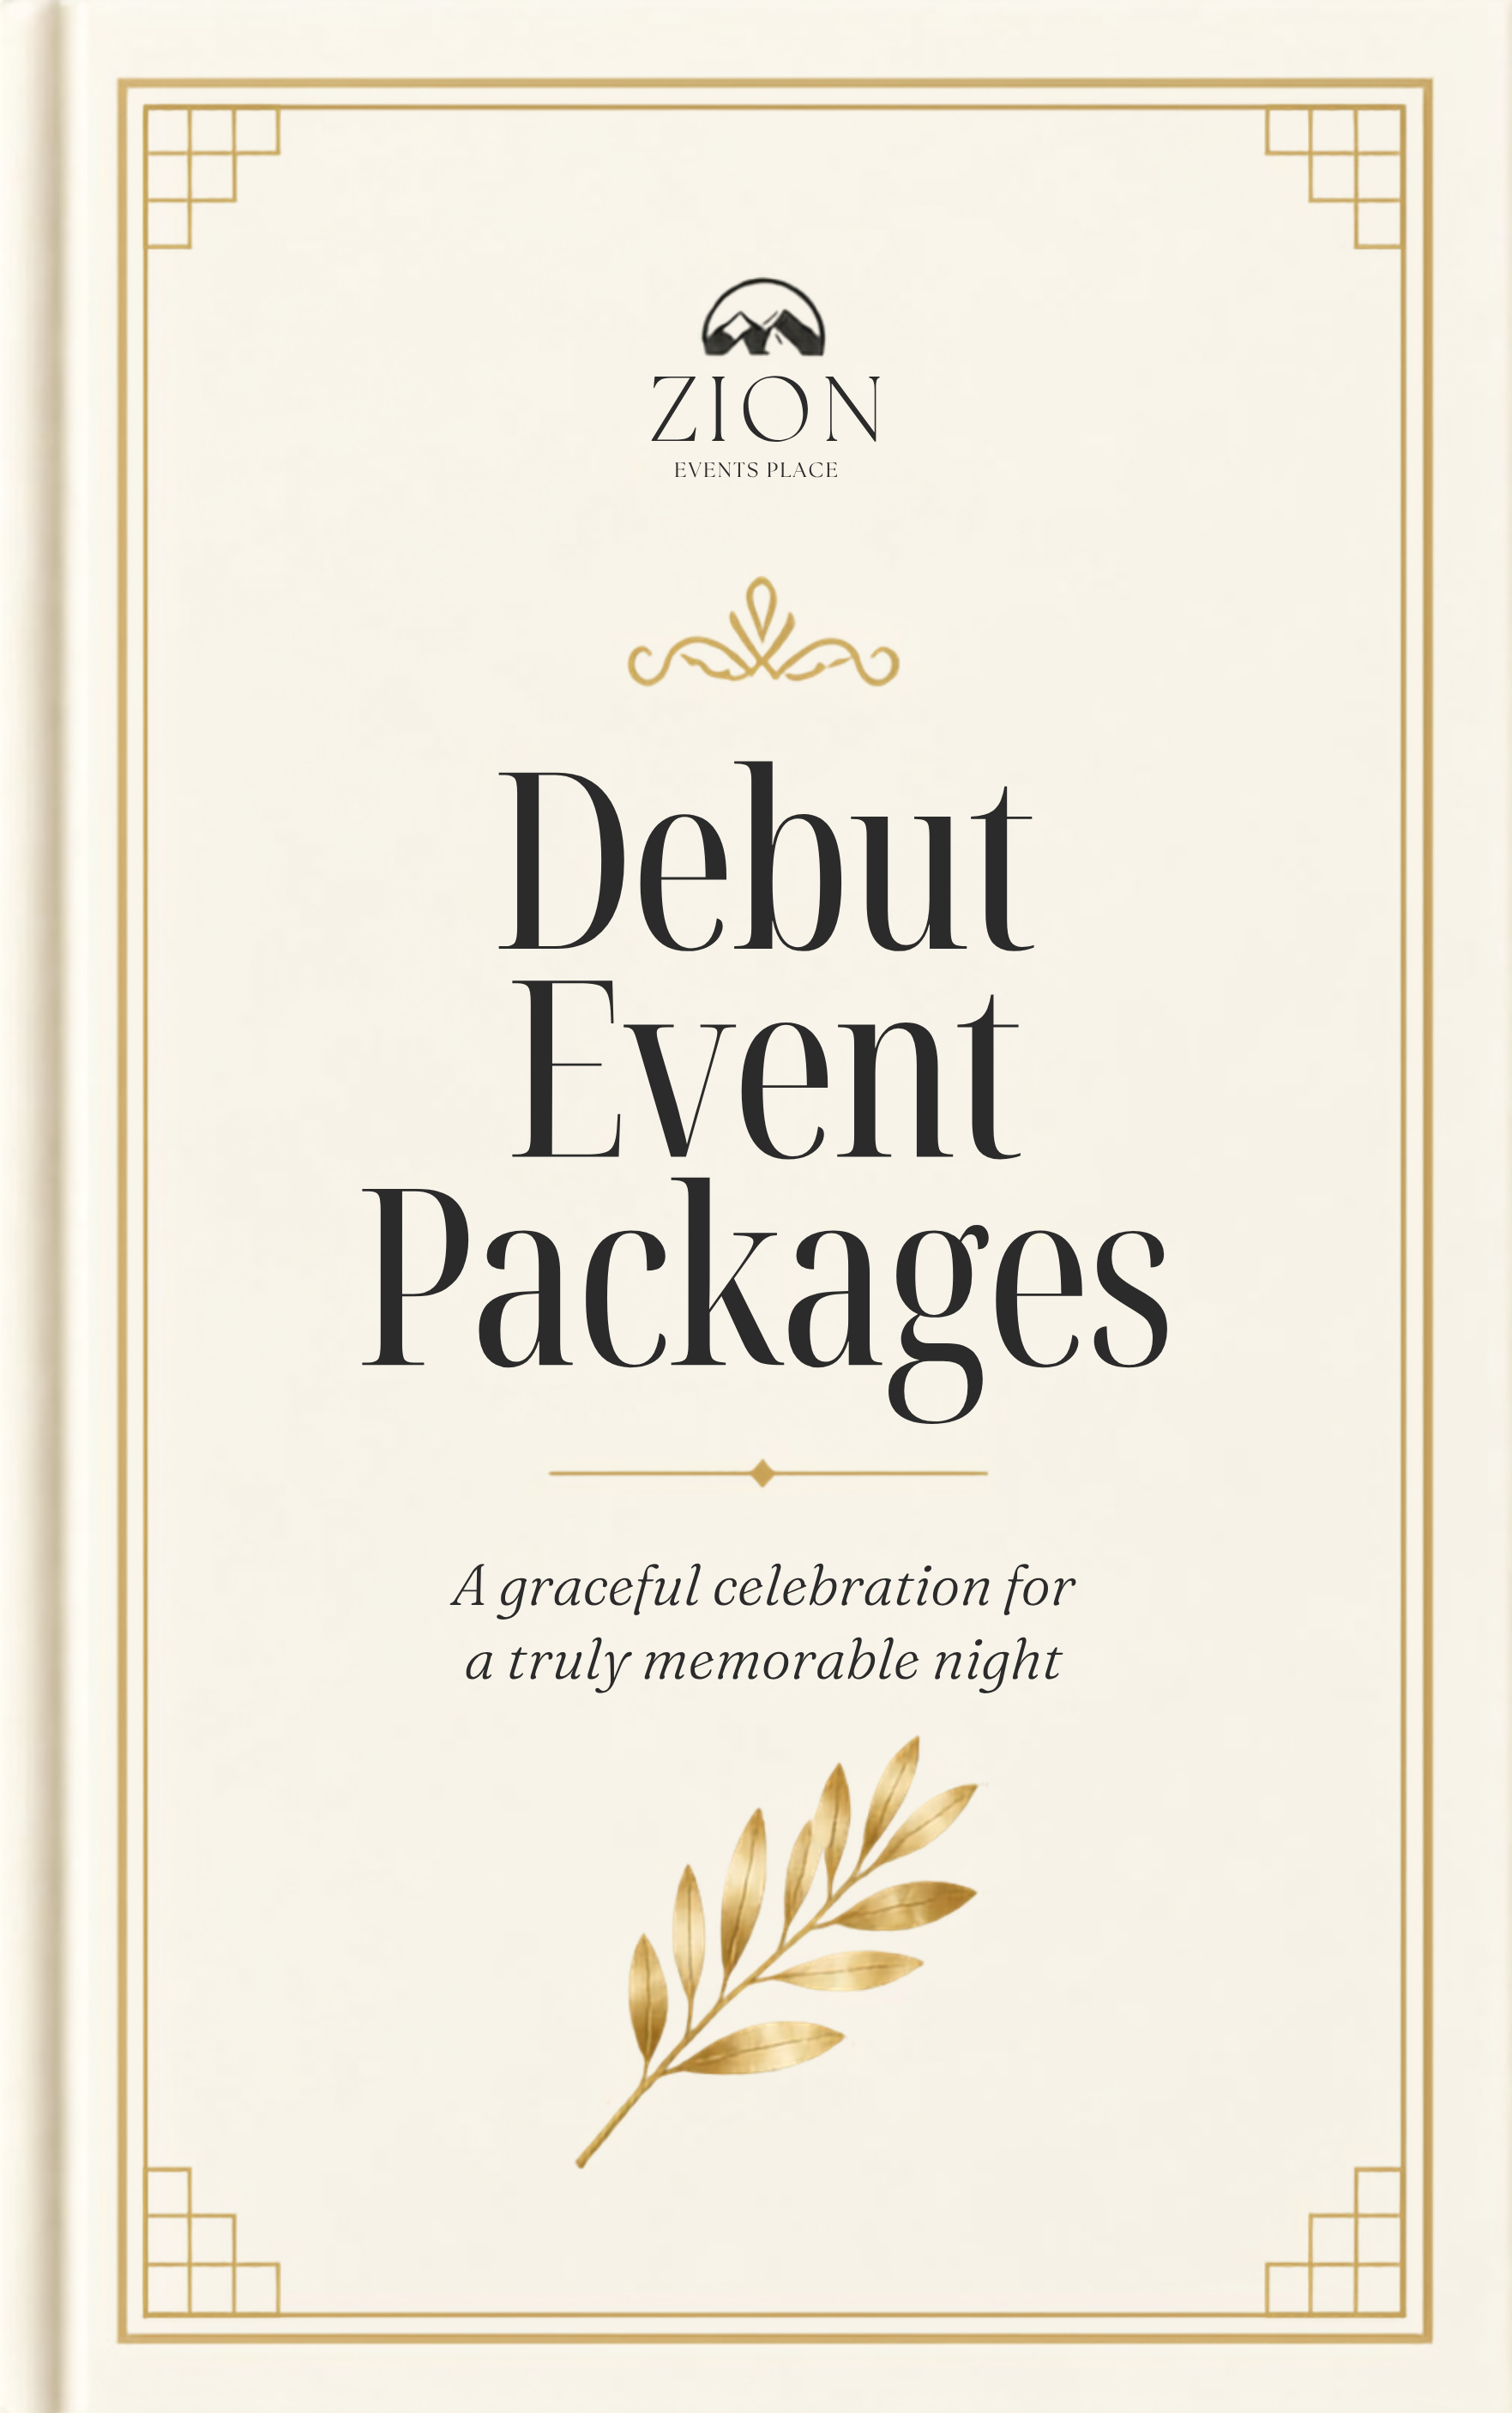 ZION
EVENTS PLACE
Debut
Event
Packages
A graceful celebration for
a truly memorable night